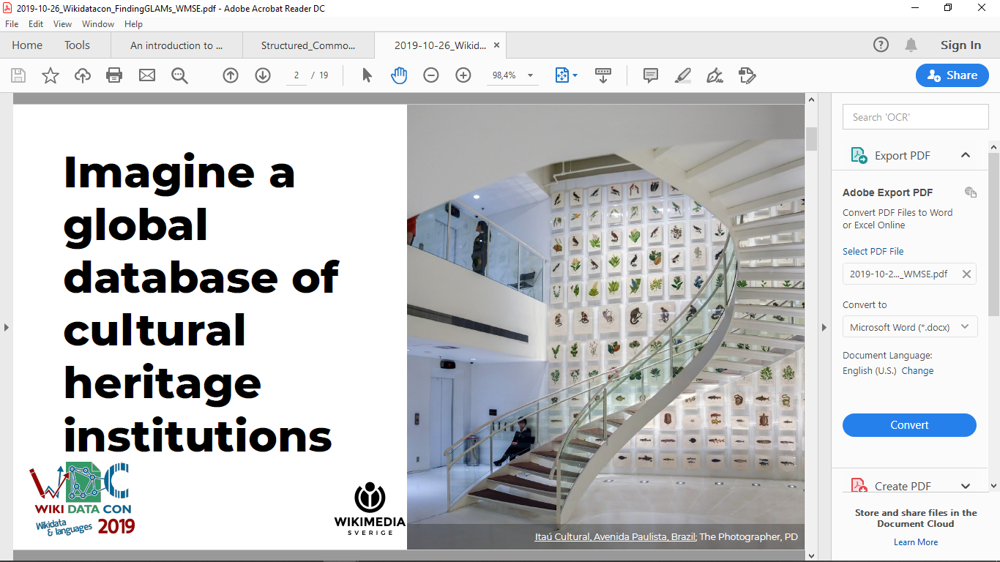 2019-10-26_Wikidatacon_FindingGLAMs_WMSE.pdf - Adobe Acrobat Reader DC
File Edit View Window Help
Home Tools An introduction to ... Structured_Commo... 2019-10-26_Wikid... Sign In
2 / 19 98,4% Share
Imagine a
global
database of
cultural
heritage
institutions
WDC
WIKI DATA CON
Wikidata
& languages 2019
WIKIMEDIA
SVERIGE
Itaú Cultural, Avenida Paulista, Brazil; The Photographer, PD
Search 'OCR'
Export PDF
Adobe Export PDF
Convert PDF Files to Word
or Excel Online
Select PDF File
2019-10-2..._WMSE.pdf
Convert to
Microsoft Word (*.docx)
Document Language:
English (U.S.) Change
Convert
Create PDF
Store and share files in the
Document Cloud
Learn More